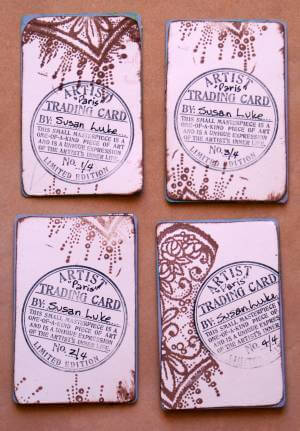 ARTIST
Paris
TRADING CARD
BY: Susan Luke
THIS SMALL MASTERPIECE IS A
ONE-OF-A-KIND PIECE OF ART
AND IS A UNIQUE EXPRESSION
OF THE ARTIST'S INNER LIFE.
No. 1/4
LIMITED EDITION
ARTIST
Paris
TRADING CARD
BY: Susan Luke
THIS SMALL MASTERPIECE IS A
ONE-OF-A-KIND PIECE OF ART
AND IS A UNIQUE EXPRESSION
OF THE ARTIST'S INNER LIFE.
No. 3/4
LIMITED EDITION
ARTIST
Paris
TRADING CARD
BY: Susan Luke
THIS SMALL MASTERPIECE IS A
ONE-OF-A-KIND PIECE OF ART
AND IS A UNIQUE EXPRESSION
OF THE ARTIST'S INNER LIFE.
No. 2/4
LIMITED EDITION
ARTIST
Paris
TRADING CARD
BY: Susan Luke
THIS SMALL MASTERPIECE IS A
ONE-OF-A-KIND PIECE OF ART
AND IS A UNIQUE EXPRESSION
OF THE ARTIST'S INNER LIFE.
No. 4/4
LIMITED EDITION